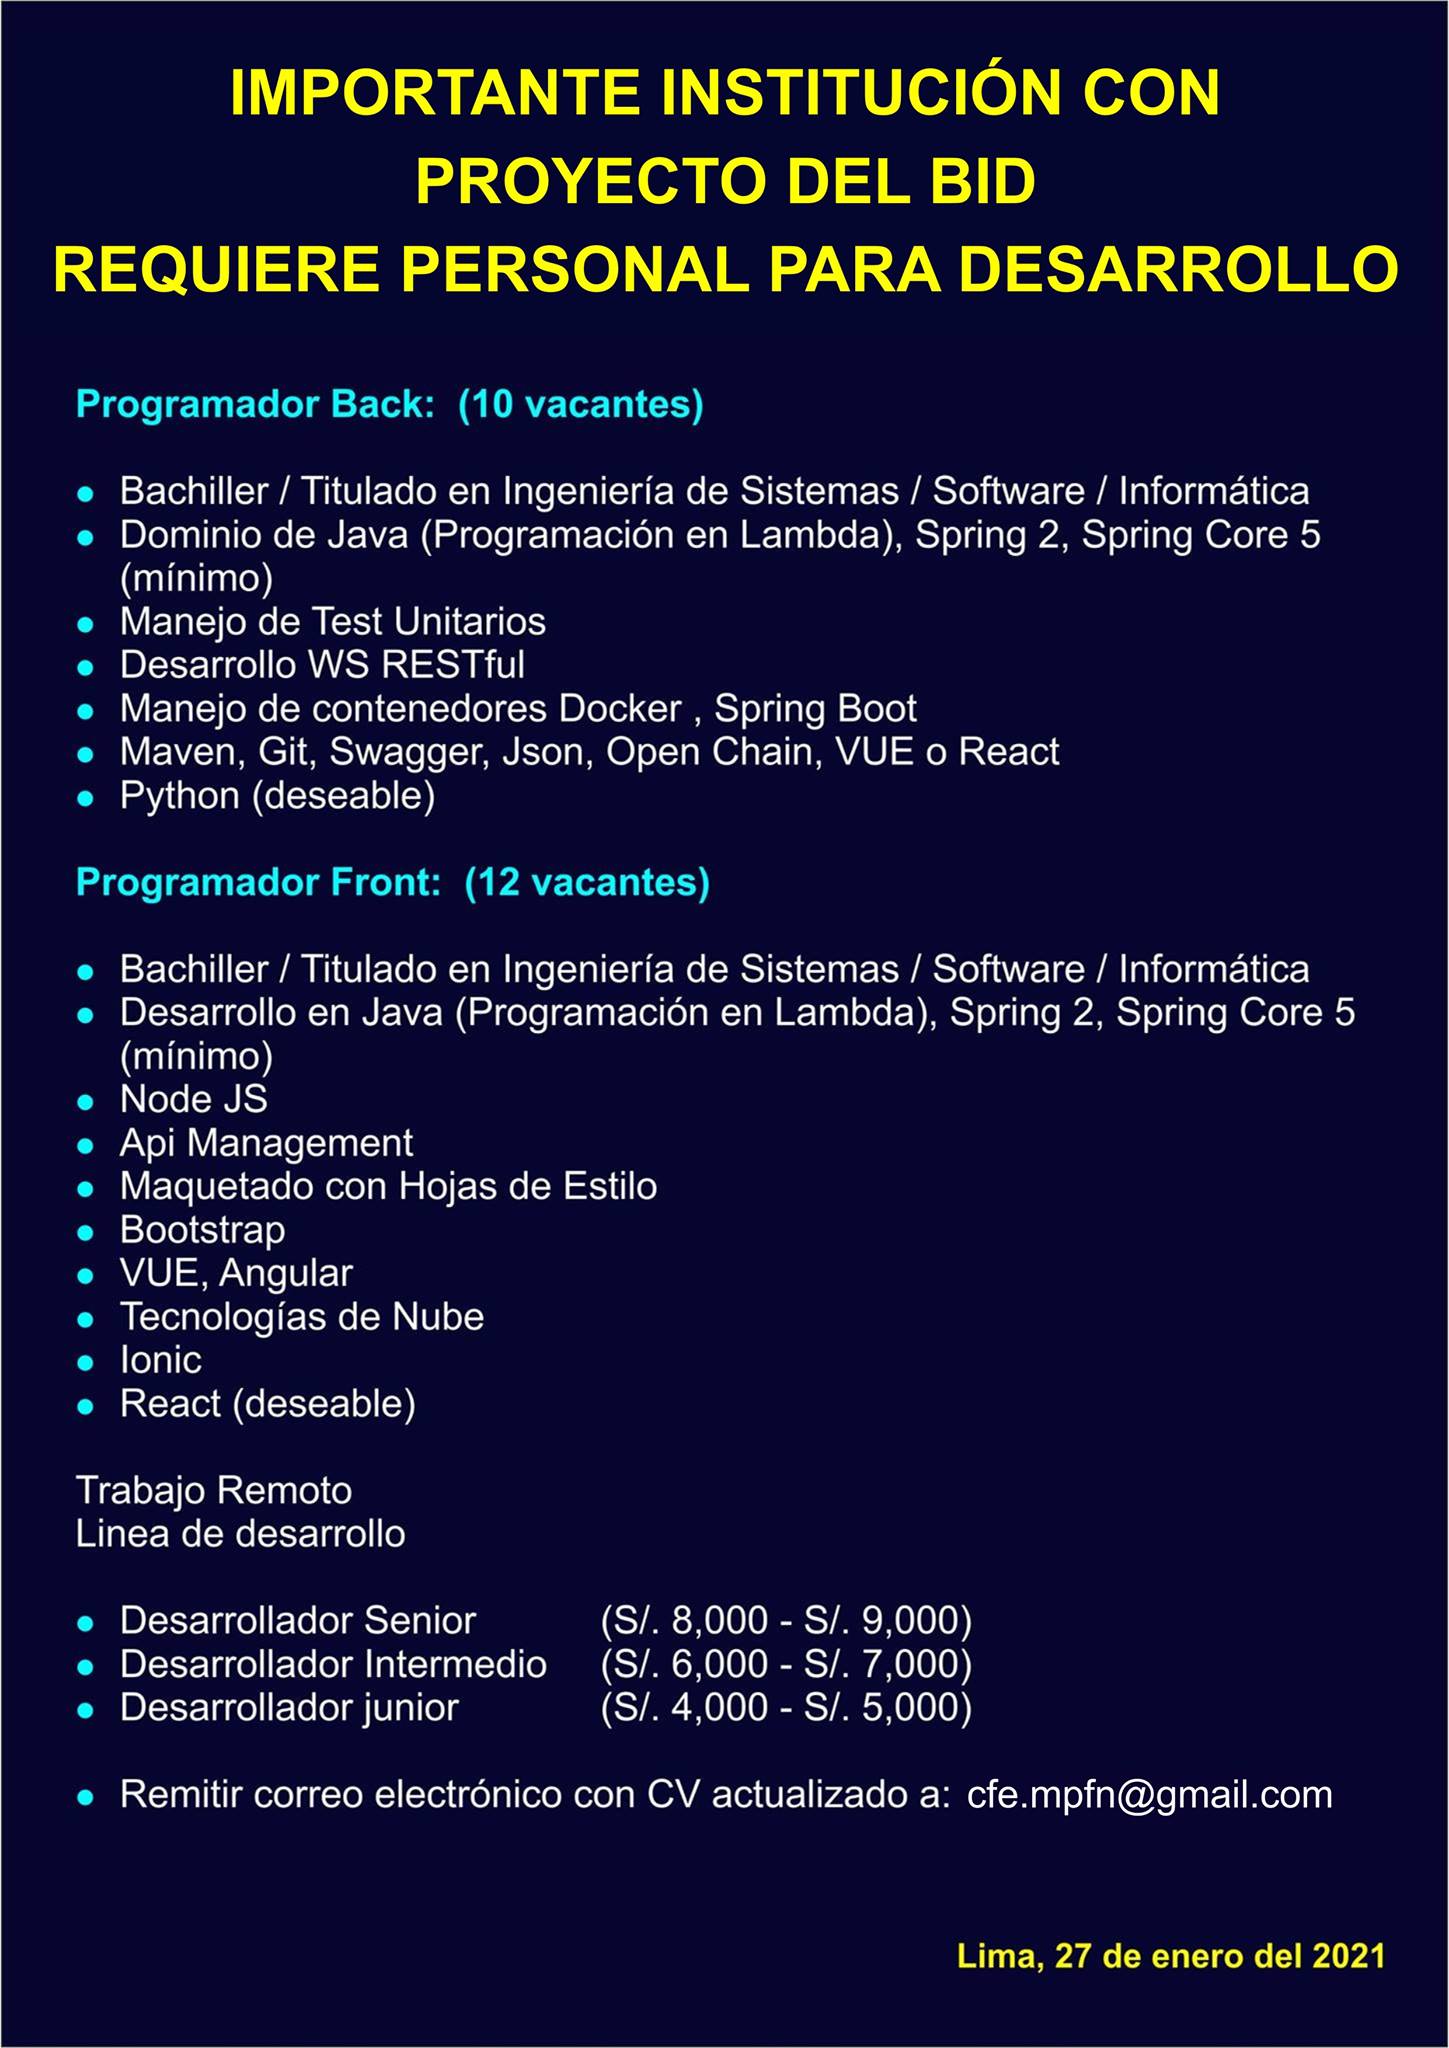 IMPORTANTE INSTITUCIÓN CON
PROYECTO DEL BID
REQUIERE PERSONAL PARA DESARROLLO
Programador Back: (10 vacantes)
● Bachiller / Titulado en Ingeniería de Sistemas / Software / Informática
● Dominio de Java (Programación en Lambda), Spring 2, Spring Core 5
(mínimo)
● Manejo de Test Unitarios
● Desarrollo WS RESTful
● Manejo de contenedores Docker , Spring Boot
● Maven, Git, Swagger, Json, Open Chain, VUE o React
● Python (deseable)
Programador Front: (12 vacantes)
● Bachiller / Titulado en Ingeniería de Sistemas / Software / Informática
● Desarrollo en Java (Programación en Lambda), Spring 2, Spring Core 5
(mínimo)
● Node JS
● Api Management
● Maquetado con Hojas de Estilo
● Bootstrap
● VUE, Angular
● Tecnologías de Nube
● Ionic
● React (deseable)
Trabajo Remoto
Linea de desarrollo
● Desarrollador Senior (S/. 8,000 - S/. 9,000)
● Desarrollador Intermedio (S/. 6,000 - S/. 7,000)
● Desarrollador junior (S/. 4,000 - S/. 5,000)
● Remitir correo electrónico con CV actualizado a: cfe.mpfn@gmail.com
Lima, 27 de enero del 2021